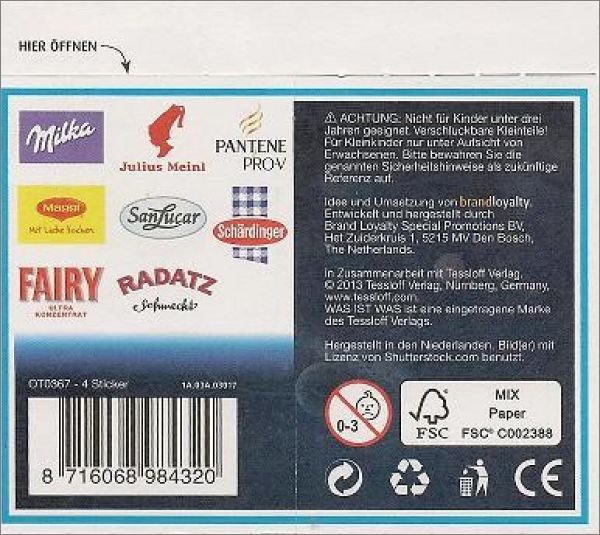 HIER ÖFFNEN
Milka
Julius Meinl
PANTENE
PRO-V
MAGGI
Mit Liebe kochen
SanLucar
Schärdinger
FAIRY
ULTRA
KONZENTRAT
RADATZ
Schmeckt
⚠ ACHTUNG: Nicht für Kinder unter drei
Jahren geeignet. Verschluckbare Kleinteile!
Für Kleinkinder nur unter Aufsicht von
Erwachsenen. Bitte bewahren Sie die
genannten Sicherheitshinweise als zukünftige
Referenz auf.
Idee und Umsetzung von brandloyalty.
Entwickelt und hergestellt durch
Brand Loyalty Special Promotions BV,
Het Zuiderkruis 1, 5215 MV Den Bosch,
The Netherlands.
In Zusammenarbeit mit Tessloff Verlag.
© 2013 Tessloff Verlag, Nürnberg, Germany,
www.tessloff.com.
WAS IST WAS ist eine eingetragene Marke
des Tessloff Verlags.
Hergestellt in den Niederlanden. Bild(er) mit
Lizenz von Shutterstock.com benutzt.
OT0367 - 4 Sticker
1A.01A.03017
8 716068 984320
0-3
FSC
MIX
Paper
FSC® C002388
CE